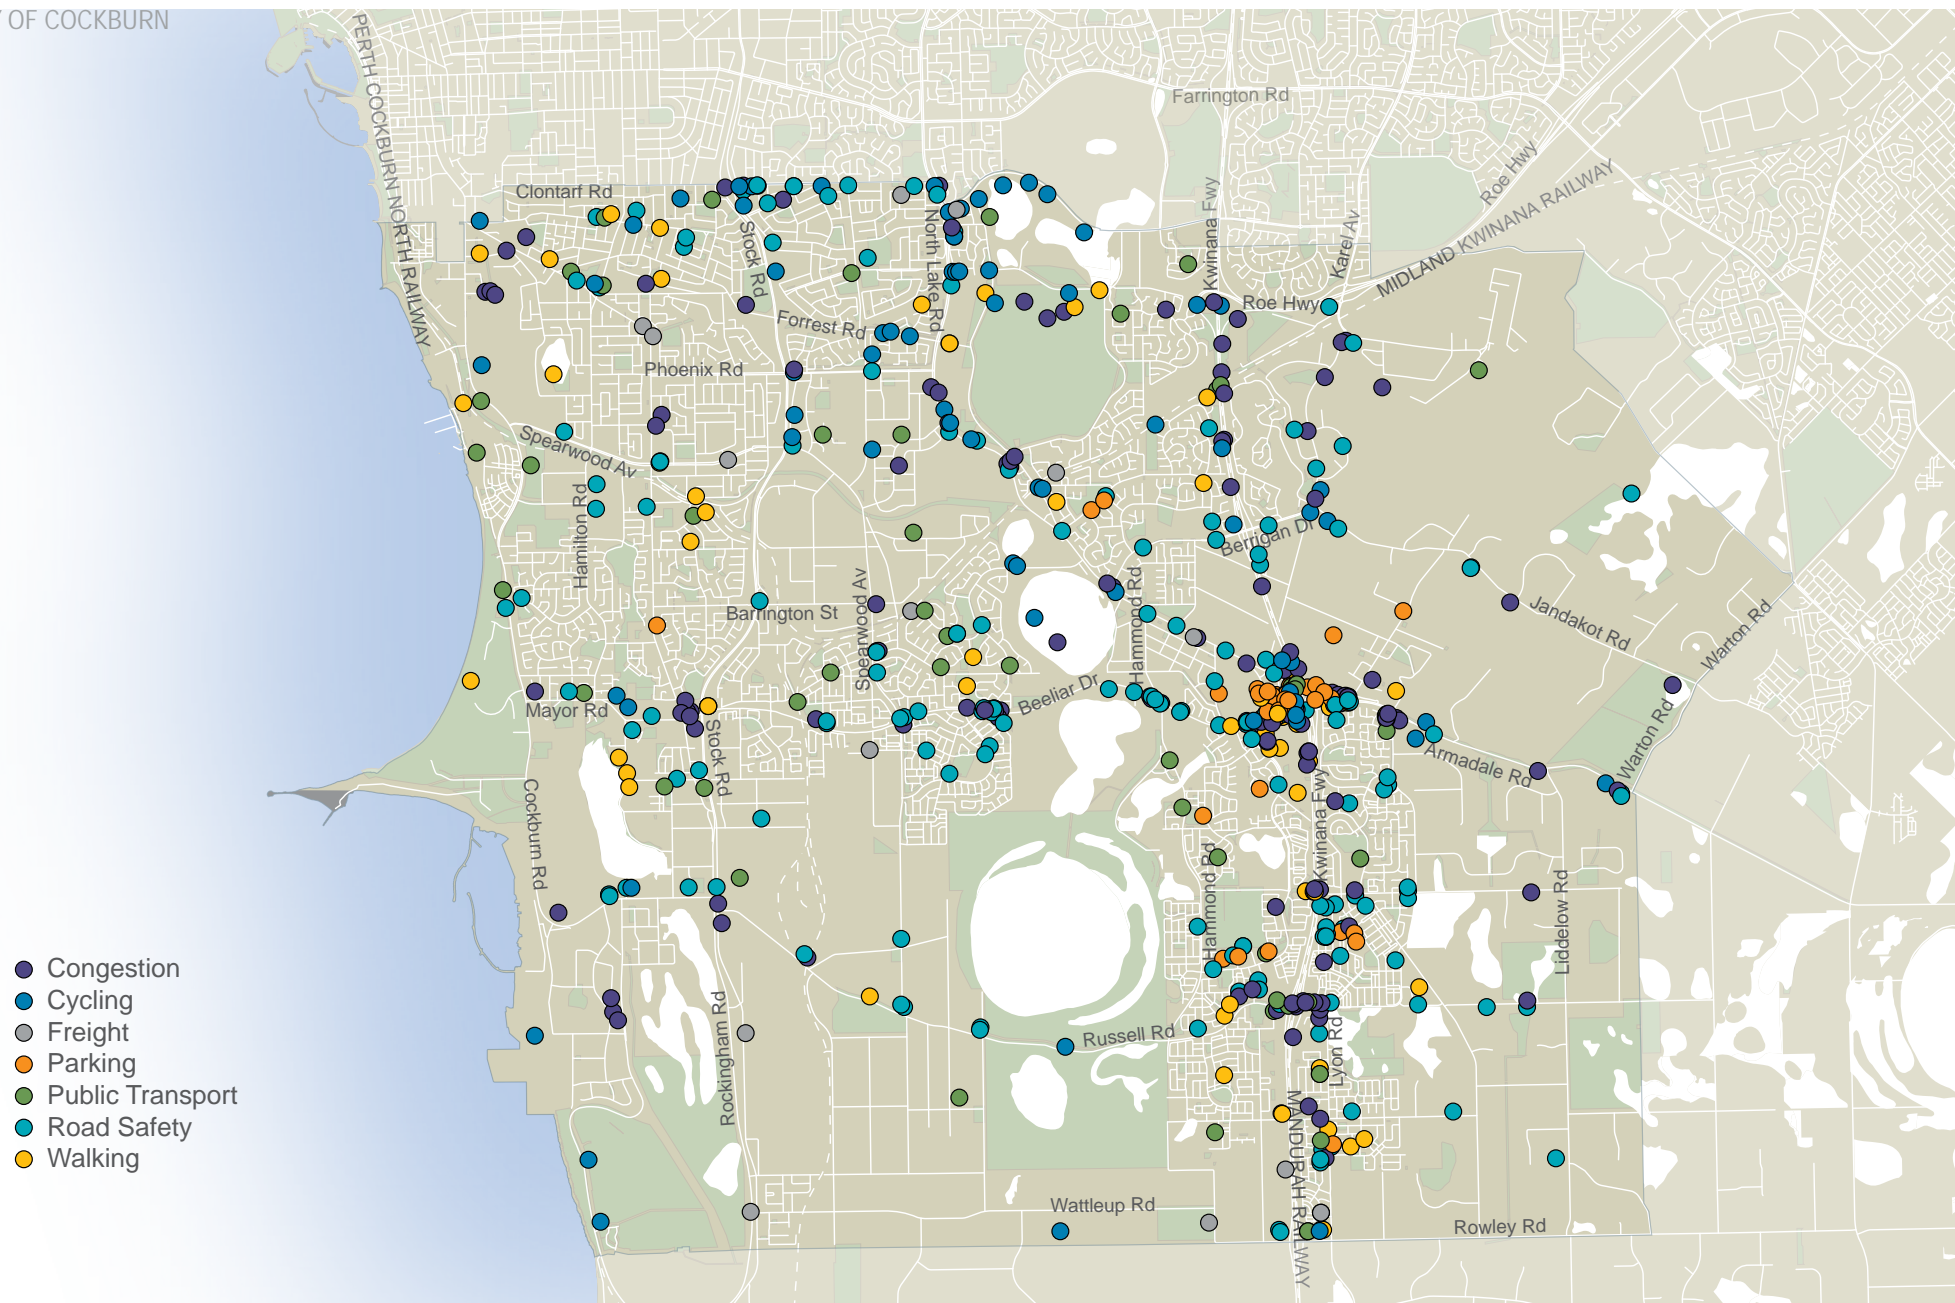 OF COCKBURN
PERTH COCKBURN NORTH RAILWAY
Farrington Rd
Roe Hwy
MIDLAND KWINANA RAILWAY
Clontarf Rd
Stock Rd
North Lake Rd
Kwinana Fwy
Karel Av
Roe Hwy
Forrest Rd
Phoenix Rd
Spearwood Av
Hamilton Rd
Berrigan Dr
Barrington St
Spearwood Av
Hammond Rd
Jandakot Rd
Warton Rd
Mayor Rd
Stock Rd
Beeliar Dr
Armadale Rd
Warton Rd
Cockburn Rd
Kwinana Fwy
Hammond Rd
Liddelow Rd
Congestion
Cycling
Freight
Parking
Public Transport
Road Safety
Walking
Rockingham Rd
Russell Rd
Lyon Rd
MANDURAH RAILWAY
Wattleup Rd
Rowley Rd